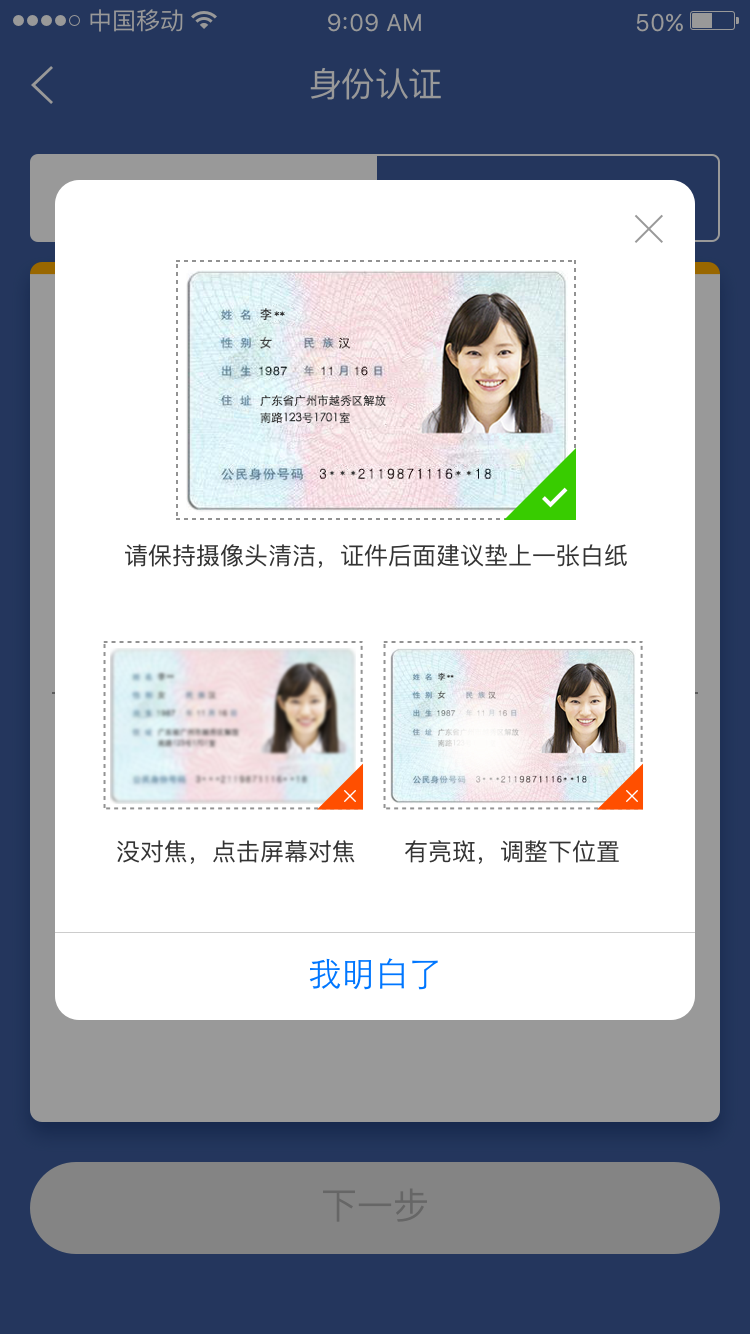 中国移动 9:09 AM 50%
身份认证
姓名 李**
性别 女 民族 汉
出生 1987 年 11 月 16 日
住址 广东省广州市越秀区解放
南路123号1701室
公民身份号码 3***2119871116**18
请保持摄像头清洁，证件后面建议垫上一张白纸
姓名 李**
性别 女 民族 汉
出生 1987 年 11 月 16 日
住址 广东省广州市越秀区解放
公民身份号码 3***2119871116**18
没对焦，点击屏幕对焦
有亮斑，调整下位置
我明白了
下一步